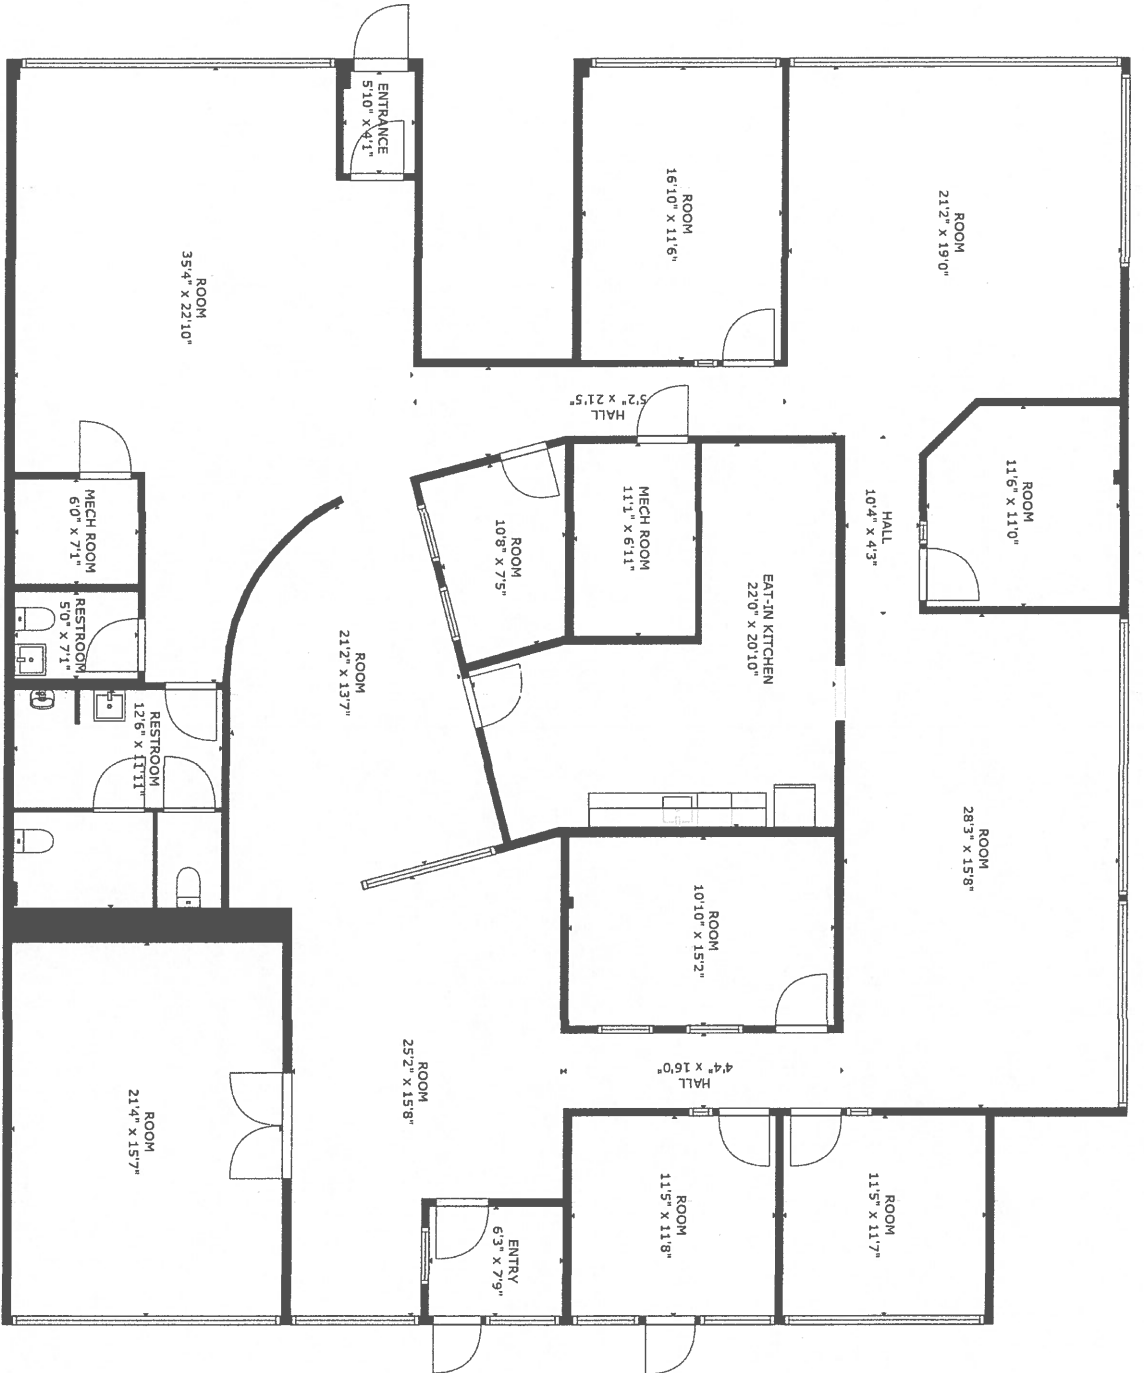 ENTRANCE
5'10" x 4'1"
ROOM
16'10" x 11'6"
ROOM
21'2" x 19'0"
ROOM
35'4" x 22'10"
HALL
5'2" x 21'5"
MECH ROOM
6'0" x 7'1"
ROOM
10'8" x 7'5"
MECH ROOM
11'1" x 6'11"
HALL
10'4" x 4'3"
ROOM
11'6" x 11'0"
RESTROOM
5'0" x 7'1"
ROOM
21'2" x 13'7"
EAT-IN KITCHEN
22'0" x 20'10"
RESTROOM
12'6" x 11'11"
ROOM
28'3" x 15'8"
ROOM
10'10" x 15'2"
ROOM
25'2" x 15'8"
HALL
4'4" x 16'0"
ROOM
21'4" x 15'7"
ENTRY
6'3" x 7'9"
ROOM
11'5" x 11'8"
ROOM
11'5" x 11'7"